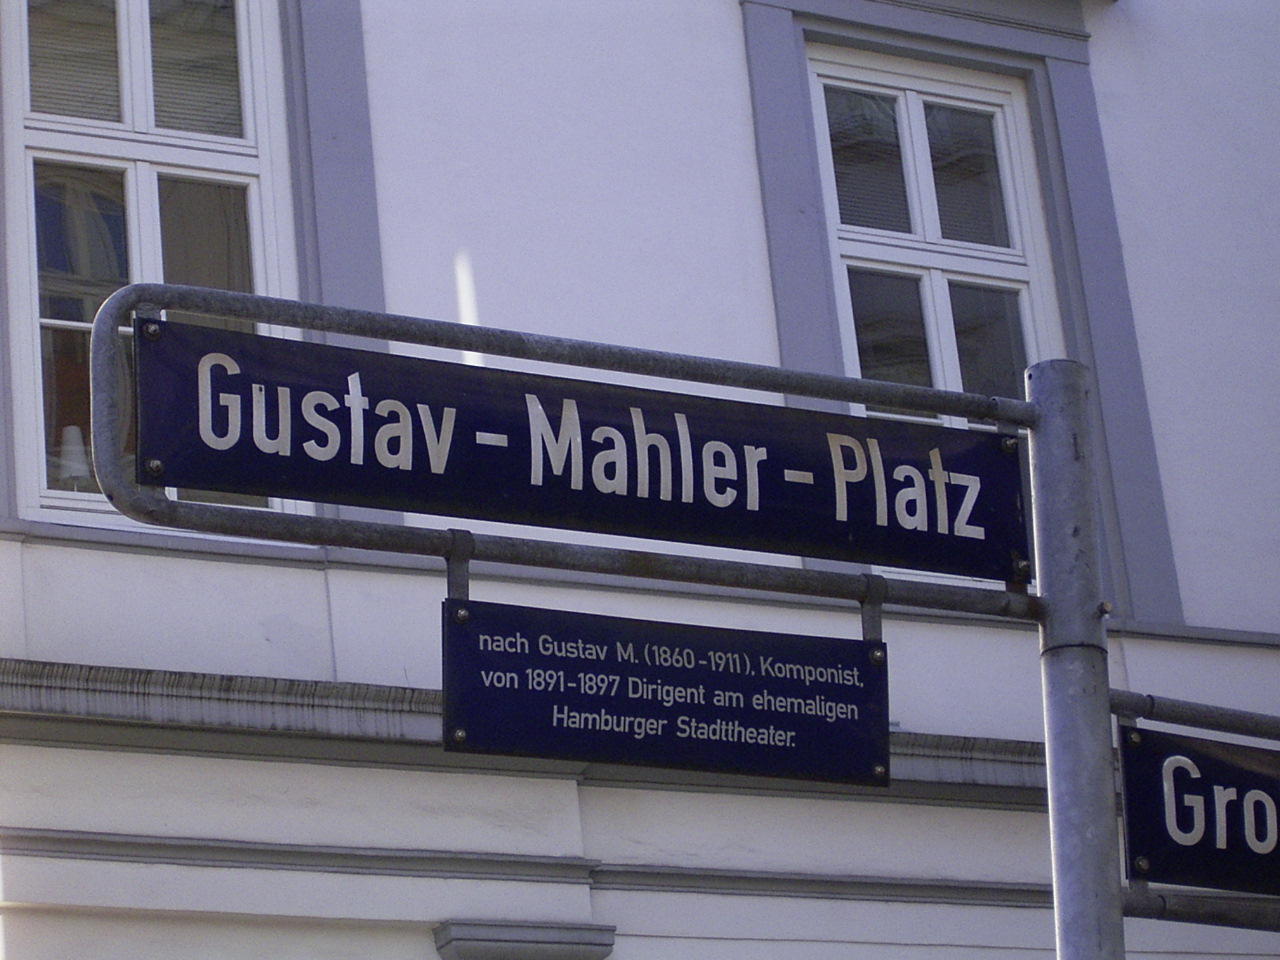 Gustav-Mahler-Platz
nach Gustav M. (1860-1911), Komponist,
von 1891-1897 Dirigent am ehemaligen
Hamburger Stadttheater.
Gro